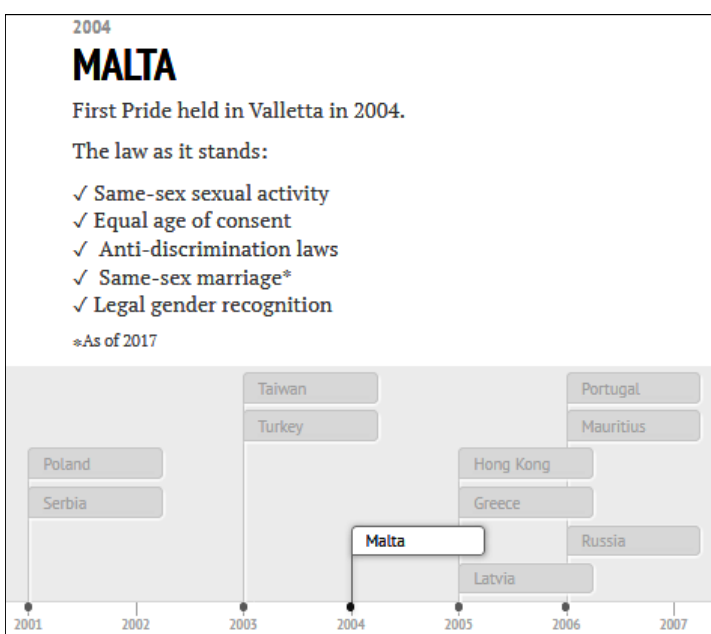 2004
MALTA
First Pride held in Valletta in 2004.
The law as it stands:
✓ Same-sex sexual activity
✓ Equal age of consent
✓ Anti-discrimination laws
✓ Same-sex marriage*
✓ Legal gender recognition
*As of 2017
Taiwan
Portugal
Turkey
Mauritius
Poland
Hong Kong
Serbia
Greece
Malta
Russia
Latvia
2001 2002 2003 2004 2005 2006 2007